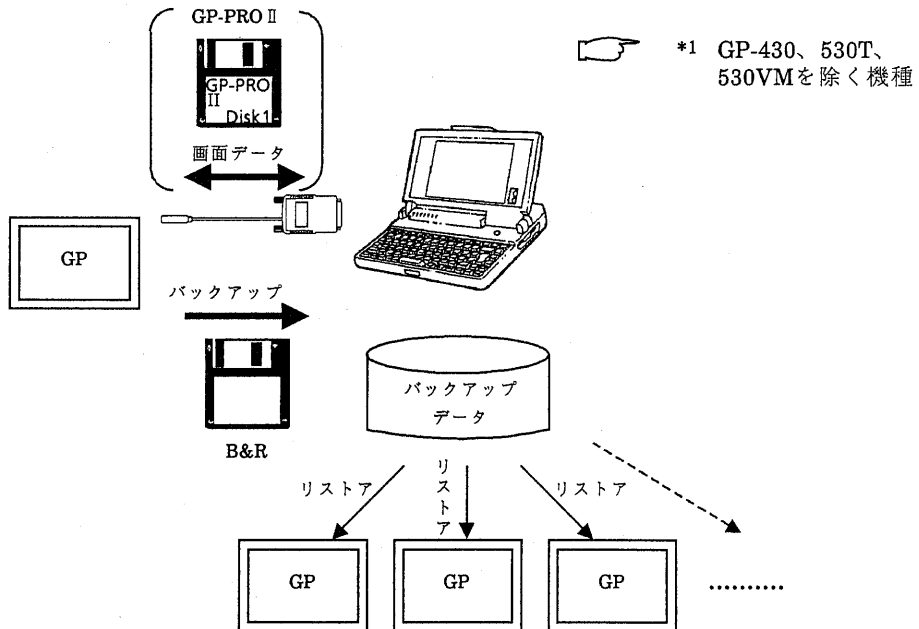 GP-PRO Ⅱ
GP-PRO
II
Disk1
画面データ
*1 GP-430、530T、
530VMを除く機種
GP
バックアップ
B&R
バックアップ
データ
リストア
リストア
リストア
GP
GP
GP
..........